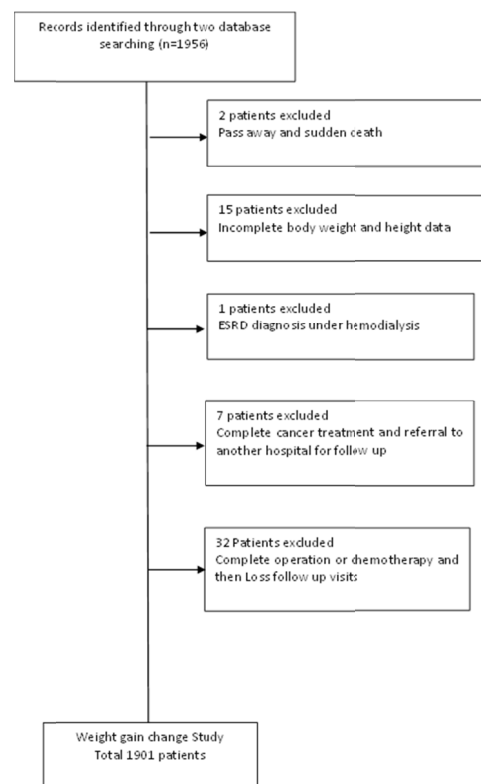 Records identified through two database
searching (n=1956)
2 patients excluded
Pass away and sudden death
15 patients excluded
Incomplete body weight and height data
1 patients excluded
ESRD diagnosis under hemodialysis
7 patients excluded
Complete cancer treatment and referral to
another hospital for follow up
32 Patients excluded
Complete operation or chemotherapy and
then Loss follow up visits
Weight gain change Study
Total 1901 patients